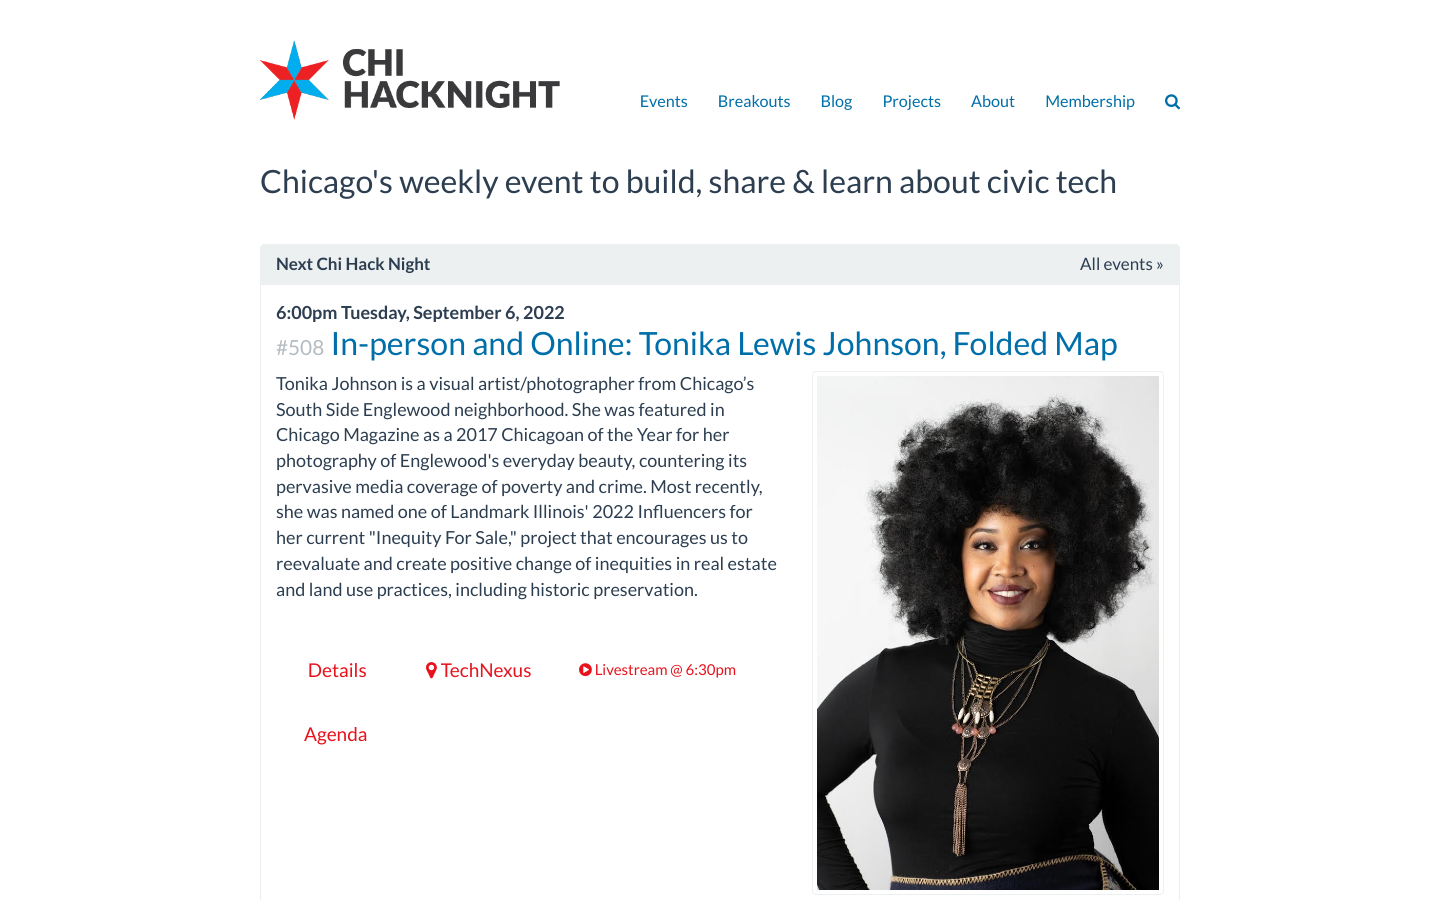 CHI
HACKNIGHT
Events Breakouts Blog Projects About Membership
Chicago's weekly event to build, share & learn about civic tech
Next Chi Hack Night All events »
6:00pm Tuesday, September 6, 2022
#508 In-person and Online: Tonika Lewis Johnson, Folded Map
Tonika Johnson is a visual artist/photographer from Chicago’s
South Side Englewood neighborhood. She was featured in
Chicago Magazine as a 2017 Chicagoan of the Year for her
photography of Englewood's everyday beauty, countering its
pervasive media coverage of poverty and crime. Most recently,
she was named one of Landmark Illinois' 2022 Influencers for
her current "Inequity For Sale," project that encourages us to
reevaluate and create positive change of inequities in real estate
and land use practices, including historic preservation.
Details TechNexus Livestream @ 6:30pm
Agenda